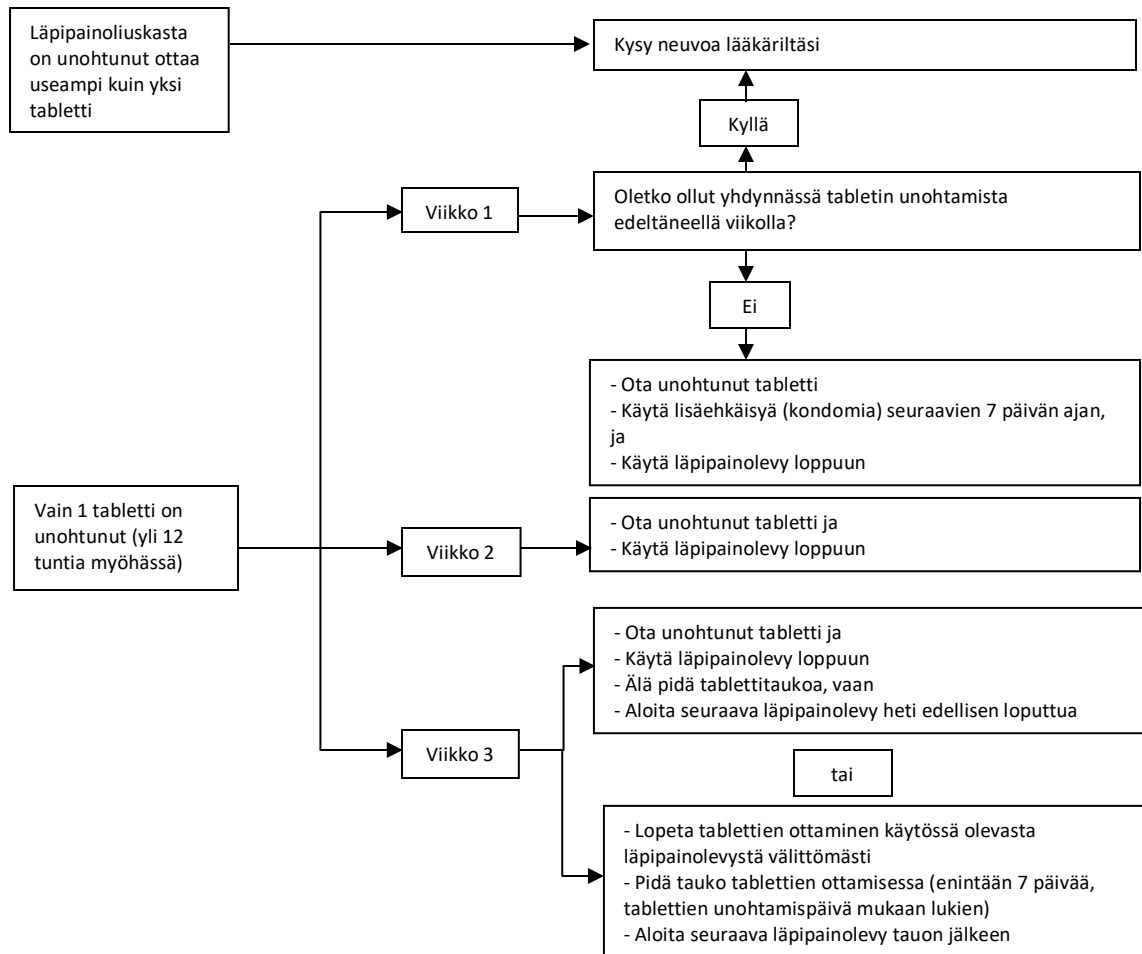 Läpipainoliuskasta
on unohtunut ottaa
useampi kuin yksi
tabletti
Kysy neuvoa lääkäriltäsi
Kyllä
Viikko 1
Oletko ollut yhdynnässä tabletin unohtamista
edeltäneellä viikolla?
Ei
- Ota unohtunut tabletti
- Käytä lisäehkäisyä (kondomia) seuraavien 7 päivän ajan,
ja
- Käytä läpipainolevy loppuun
Vain 1 tabletti on
unohtunut (yli 12
tuntia myöhässä)
Viikko 2
- Ota unohtunut tabletti ja
- Käytä läpipainolevy loppuun
Viikko 3
- Ota unohtunut tabletti ja
- Käytä läpipainolevy loppuun
- Älä pidä tablettitaukoa, vaan
- Aloita seuraava läpipainolevy heti edellisen loputtua
tai
- Lopeta tablettien ottaminen käytössä olevasta
läpipainolevystä välittömästi
- Pidä tauko tablettien ottamisessa (enintään 7 päivää,
tablettien unohtamispäivä mukaan lukien)
- Aloita seuraava läpipainolevy tauon jälkeen